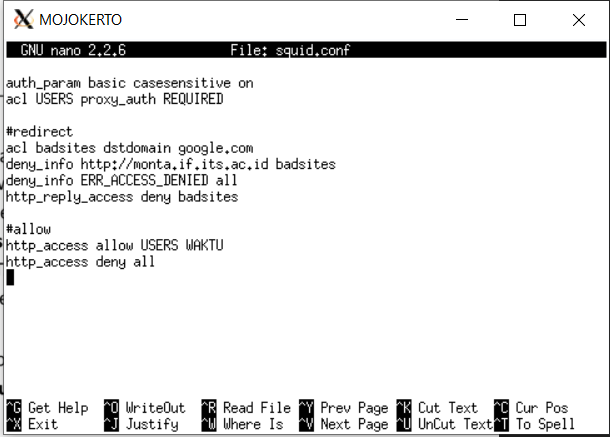 MOJOKERTO
GNU nano 2.2.6 File: squid.conf
auth_param basic casesensitive on
acl USERS proxy_auth REQUIRED
#redirect
acl badsites dstdomain google.com
deny_info http://monta.if.its.ac.id badsites
deny_info ERR_ACCESS_DENIED all
http_reply_access deny badsites
#allow
http_access allow USERS WAKTU
http_access deny all
^G Get Help ^O WriteOut ^R Read File ^Y Prev Page ^K Cut Text ^C Cur Pos
^X Exit ^J Justify ^W Where Is ^V Next Page ^U UnCut Text ^T To Spell